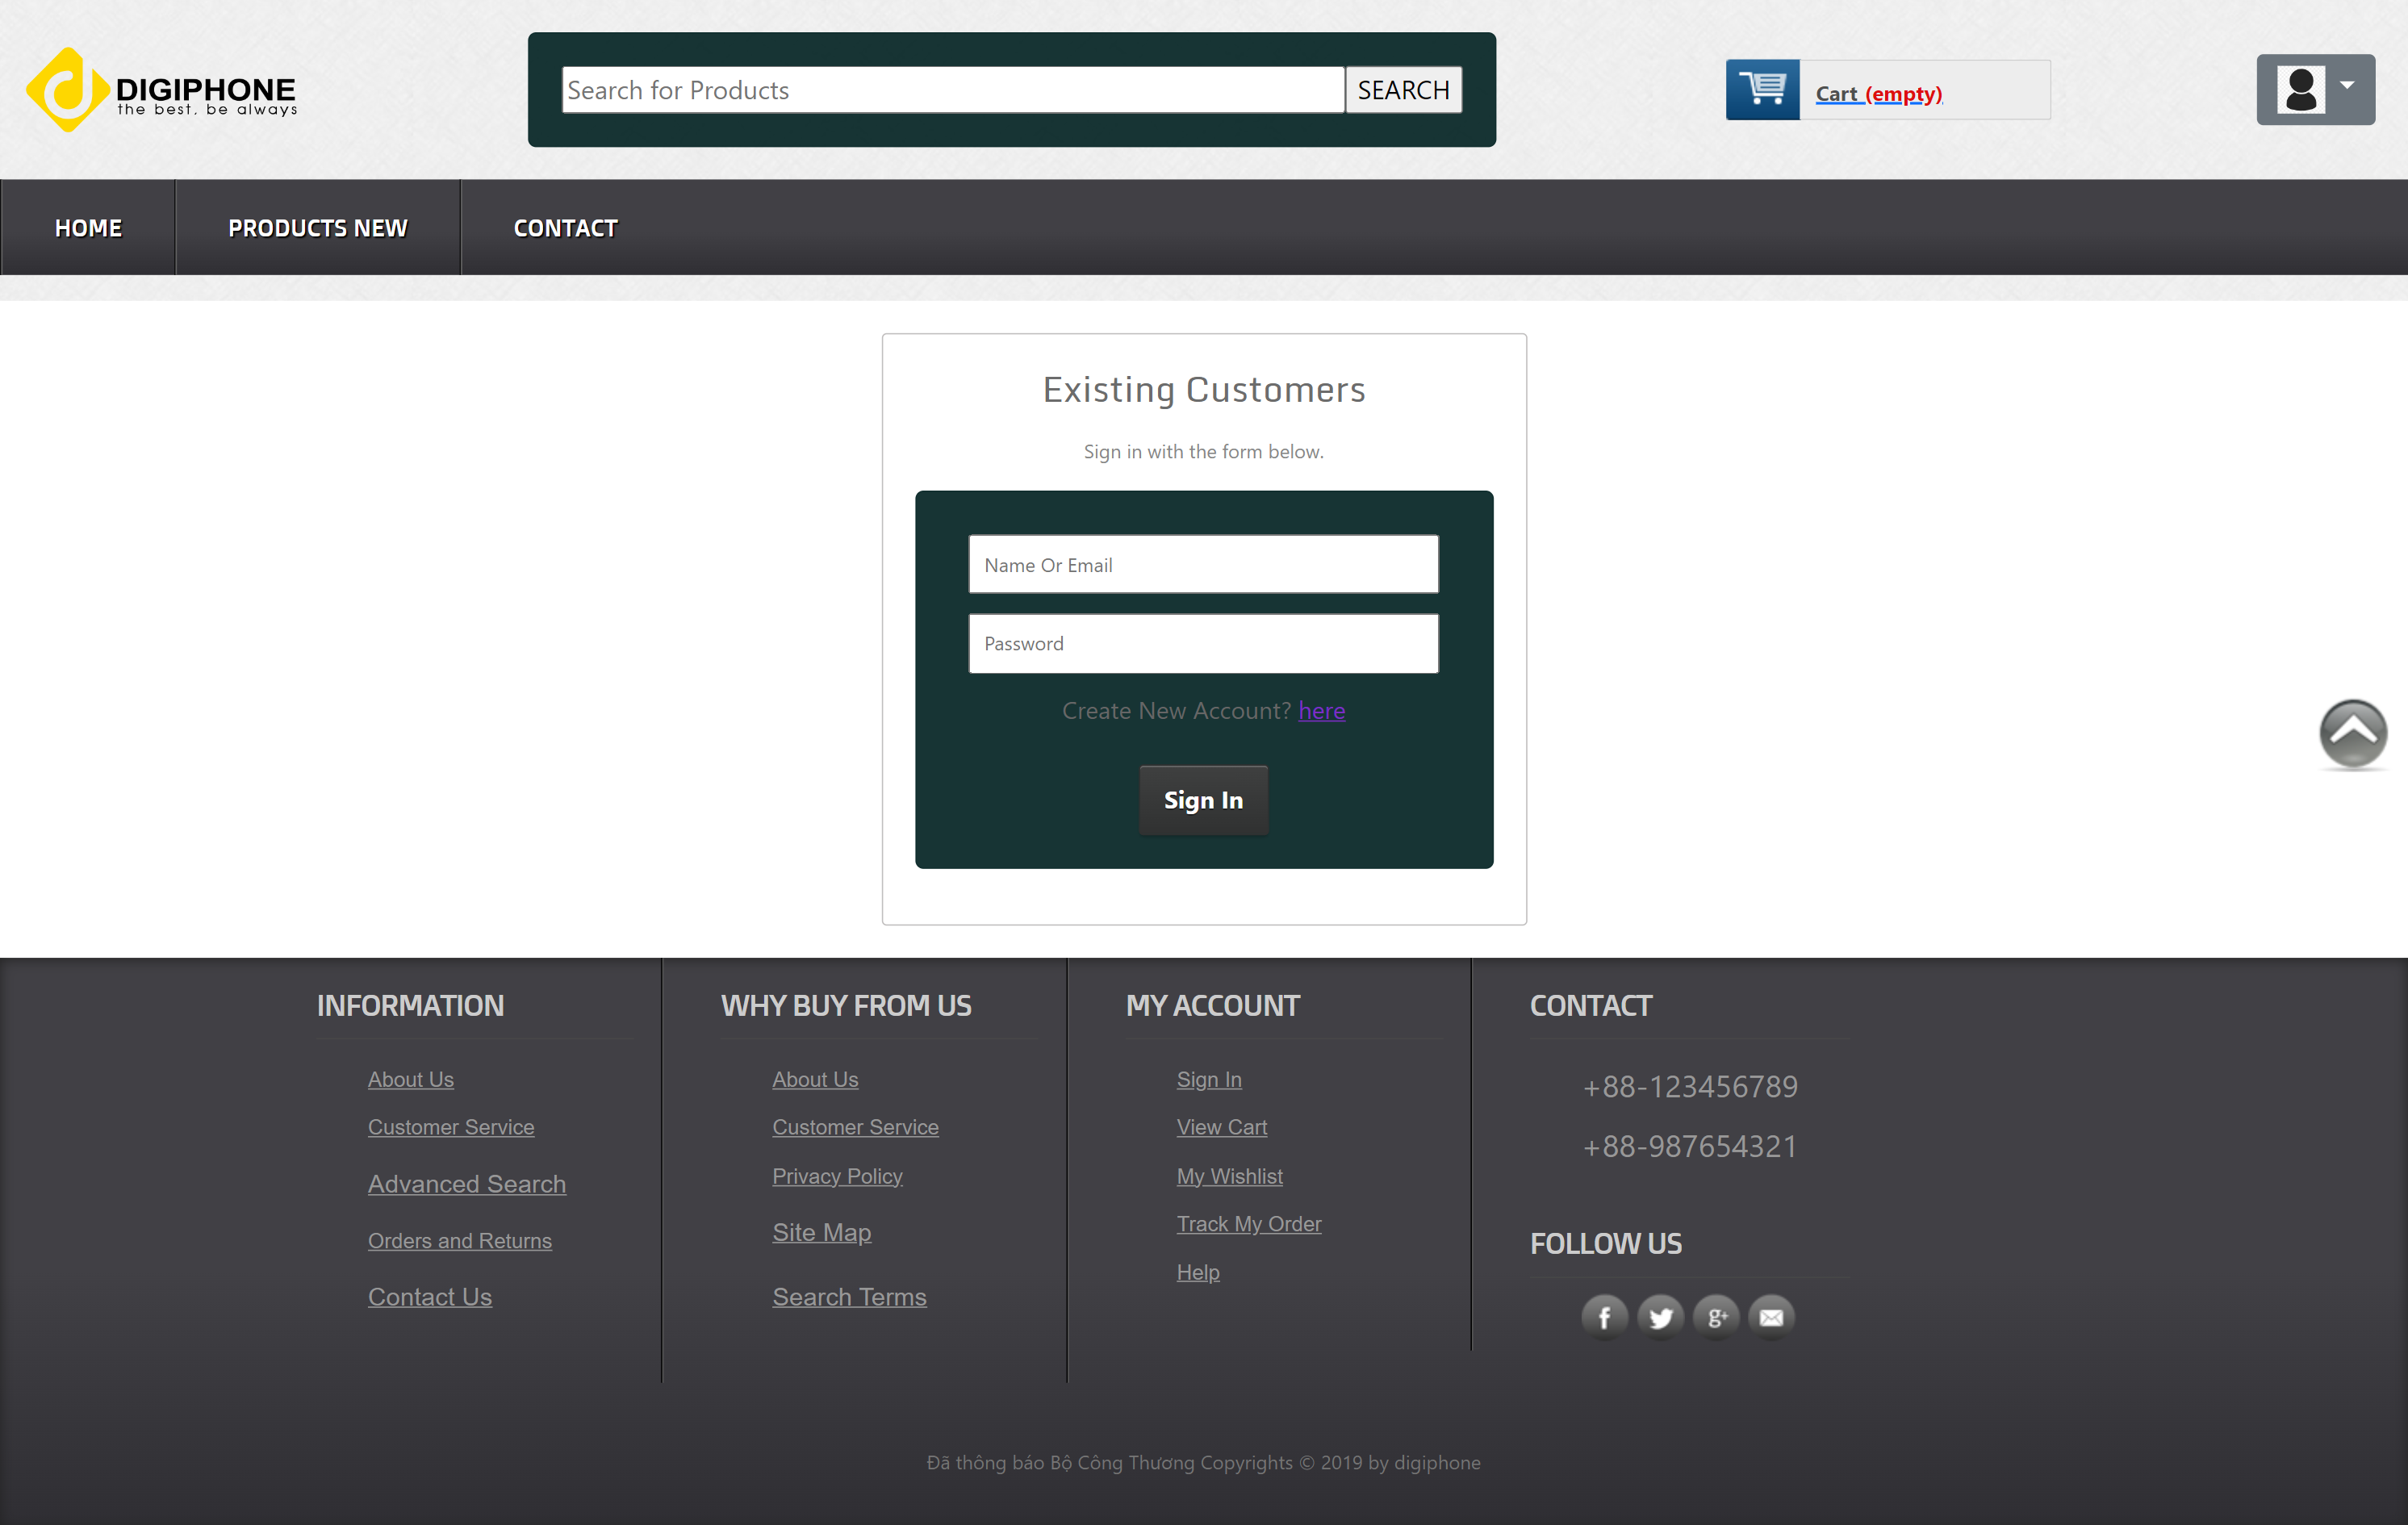 DIGIPHONE
the best, be always
Search for Products
SEARCH
Cart (empty)
HOME
PRODUCTS NEW
CONTACT
Existing Customers
Sign in with the form below.
Name Or Email
Password
Create New Account? here
Sign In
INFORMATION
About Us
Customer Service
Advanced Search
Orders and Returns
Contact Us
WHY BUY FROM US
About Us
Customer Service
Privacy Policy
Site Map
Search Terms
MY ACCOUNT
Sign In
View Cart
My Wishlist
Track My Order
Help
CONTACT
+88-123456789
+88-987654321
FOLLOW US
Đã thông báo Bộ Công Thương Copyrights © 2019 by digiphone